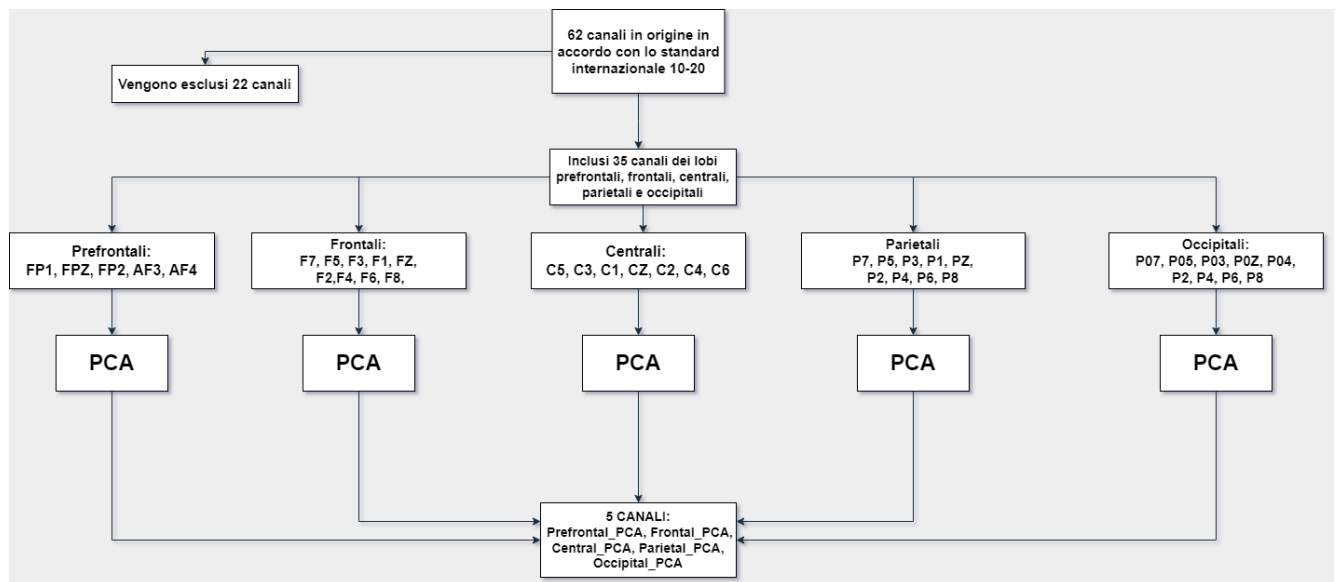 62 canali in origine in
accordo con lo standard
internazionale 10-20
Vengono esclusi 22 canali
Inclusi 35 canali dei lobi
prefrontali, frontali, centrali,
parietali e occipitali
Prefrontali:
FP1, FPZ, FP2, AF3, AF4
Frontali:
F7, F5, F3, F1, FZ,
F2,F4, F6, F8,
Centrali:
C5, C3, C1, CZ, C2, C4, C6
Parietali
P7, P5, P3, P1, PZ,
P2, P4, P6, P8
Occipitali:
P07, P05, P03, P0Z, P04,
P2, P4, P6, P8
PCA
PCA
PCA
PCA
PCA
5 CANALI:
Prefrontal_PCA, Frontal_PCA,
Central_PCA, Parietal_PCA,
Occipital_PCA